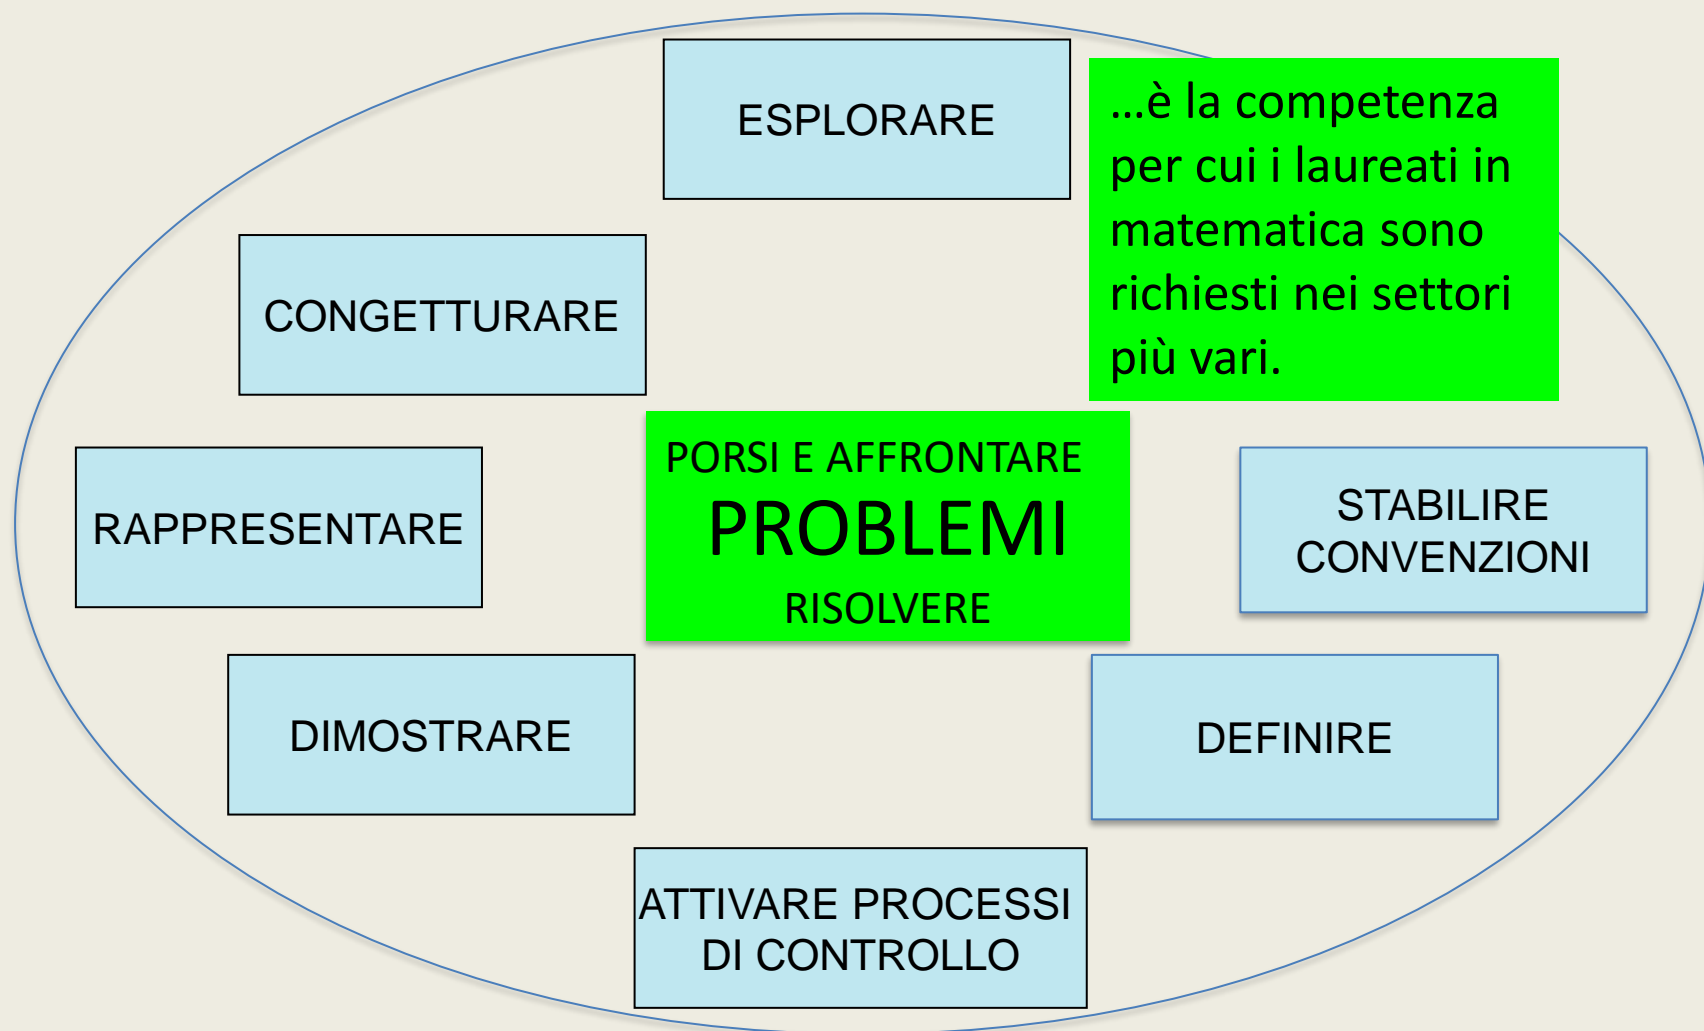 ESPLORARE
...è la competenza
per cui i laureati in
matematica sono
richiesti nei settori
più vari.
CONGETTURARE
PORSI E AFFRONTARE
PROBLEMI
RISOLVERE
RAPPRESENTARE
STABILIRE
CONVENZIONI
DIMOSTRARE
DEFINIRE
ATTIVARE PROCESSI
DI CONTROLLO